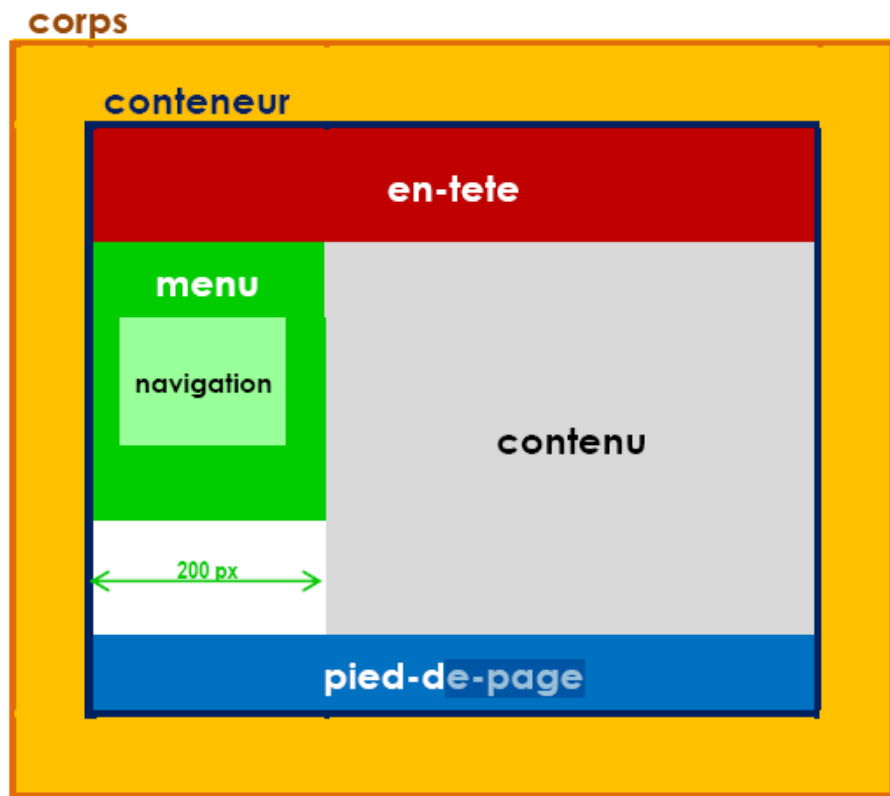 corps
conteneur
en-tete
menu
navigation
contenu
200 px
pied-de-page